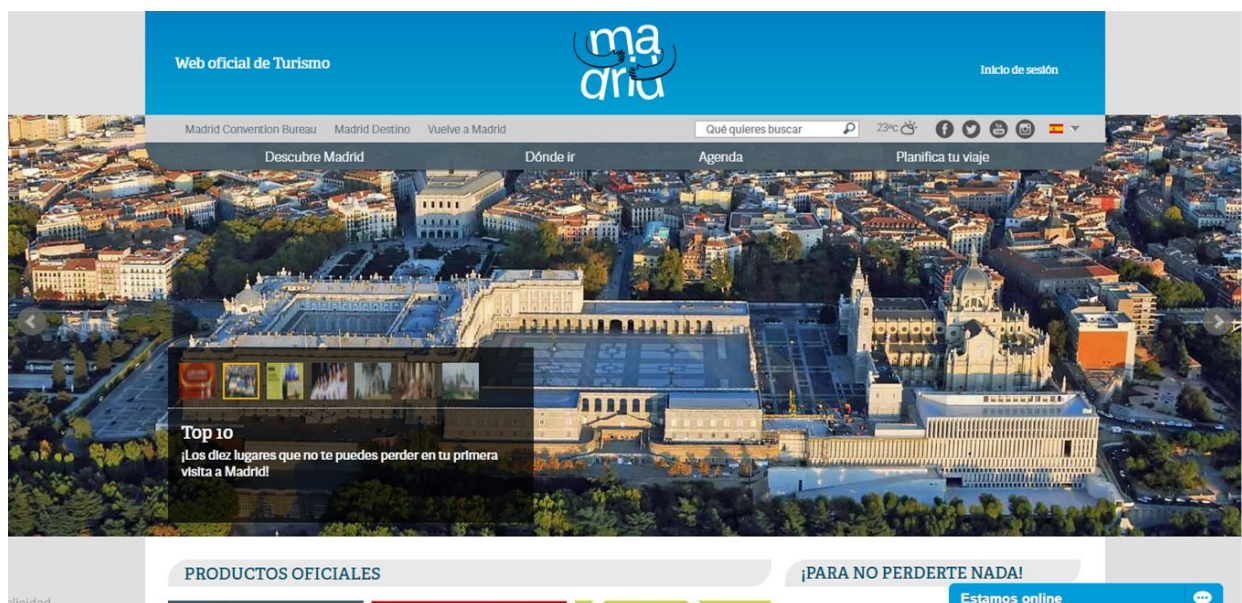 Web oficial de Turismo
madrid
Inicio de sesión
Madrid Convention Bureau Madrid Destino Vuelve a Madrid
Qué quieres buscar
23ºC
Descubre Madrid Dónde ir Agenda Planifica tu viaje
Top 10
¡Los diez lugares que no te puedes perder en tu primera
visita a Madrid!
PRODUCTOS OFICIALES
¡PARA NO PERDERTE NADA!
Estamos online